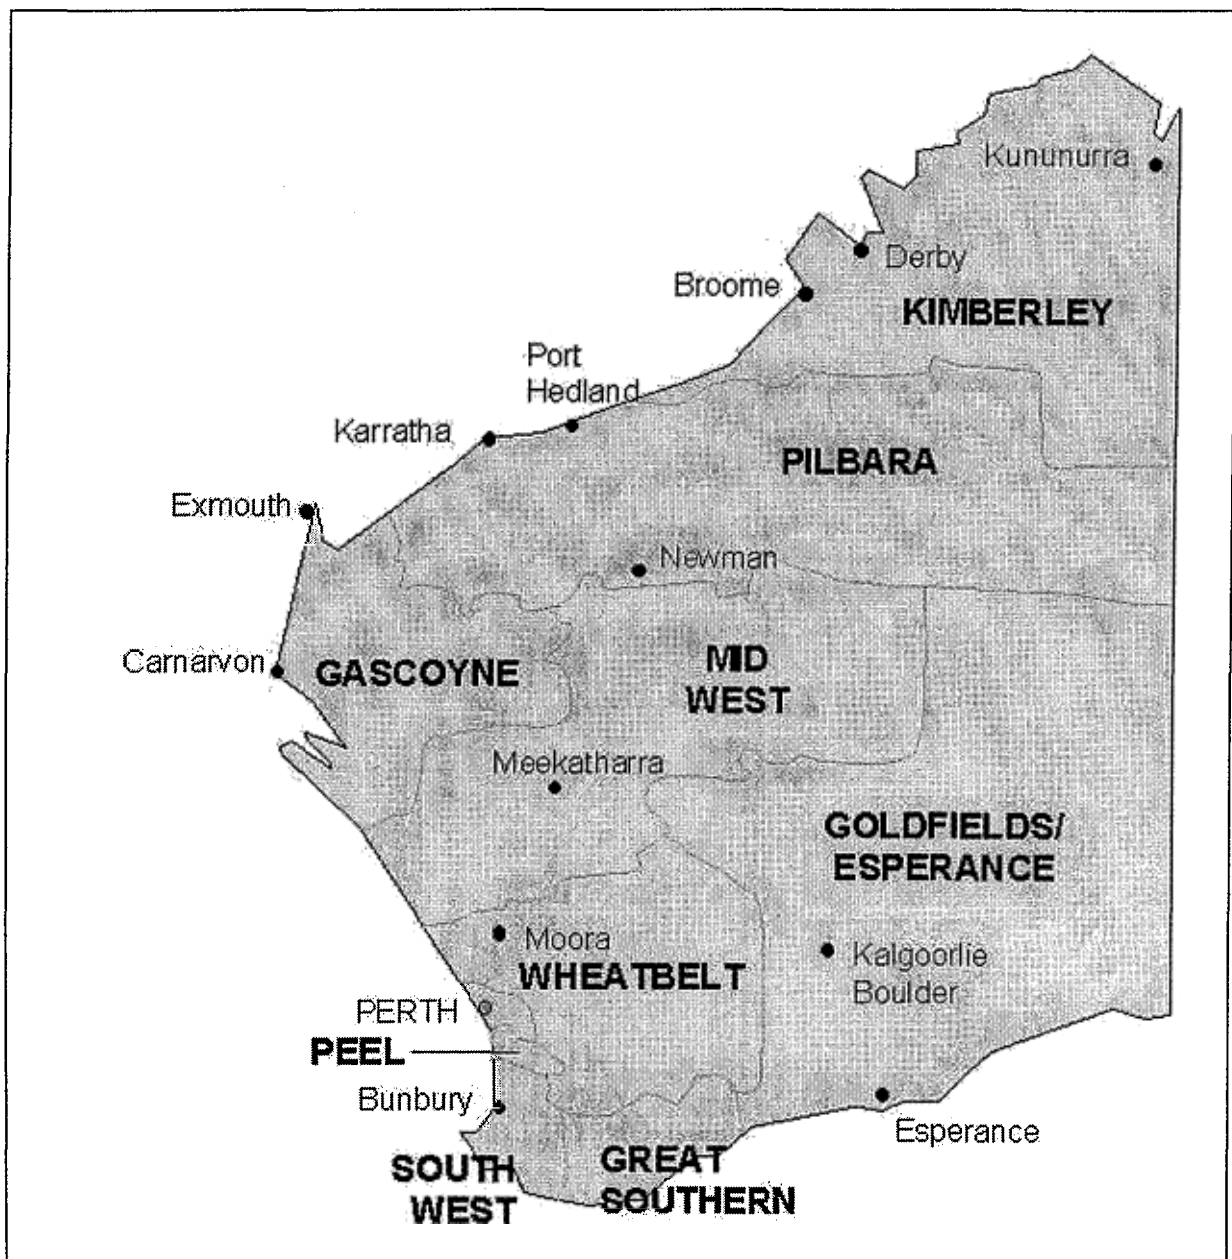 Kununurra
Derby
Broome
KIMBERLEY
Port
Hedland
Karratha
PILBARA
Exmouth
Newman
Carnarvon
GASCOYNE
MID
WEST
Meekatharra
GOLDFIELDS/
ESPERANCE
Moora
WHEATBELT
Kalgoorlie
Boulder
PERTH
PEEL
Bunbury
Esperance
SOUTH
WEST
GREAT
SOUTHERN